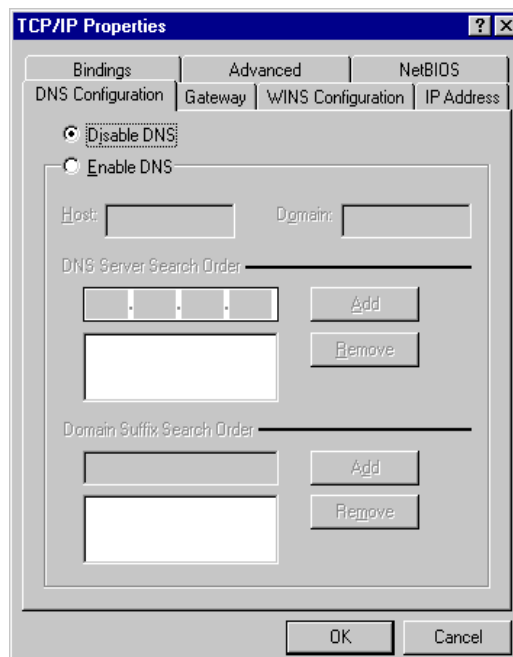 TCP/IP Properties
Bindings Advanced NetBIOS
DNS Configuration Gateway WINS Configuration IP Address
Disable DNS
Enable DNS
Host: Domain:
DNS Server Search Order
Add
Remove
Domain Suffix Search Order
Add
Remove
OK Cancel